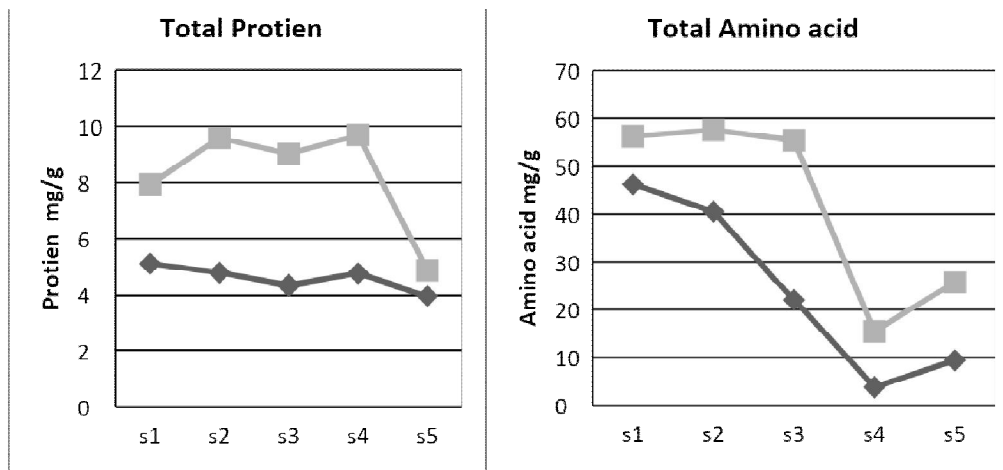 Total Protien
12
10
8
6
4
2
0
Protien mg/g
s1 s2 s3 s4 s5
Total Amino acid
70
60
50
40
30
20
10
0
Amino acid mg/g
s1 s2 s3 s4 s5